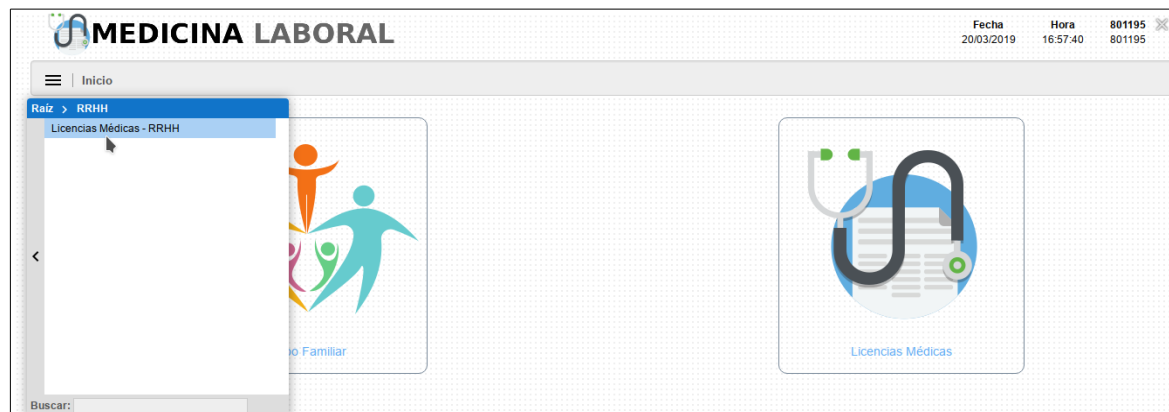 MEDICINA LABORAL
Fecha Hora 801195
20/03/2019 16:57:40 801195
Inicio
Raíz > RRHH
Licencias Médicas - RRHH
po Familiar
Licencias Médicas
Buscar: